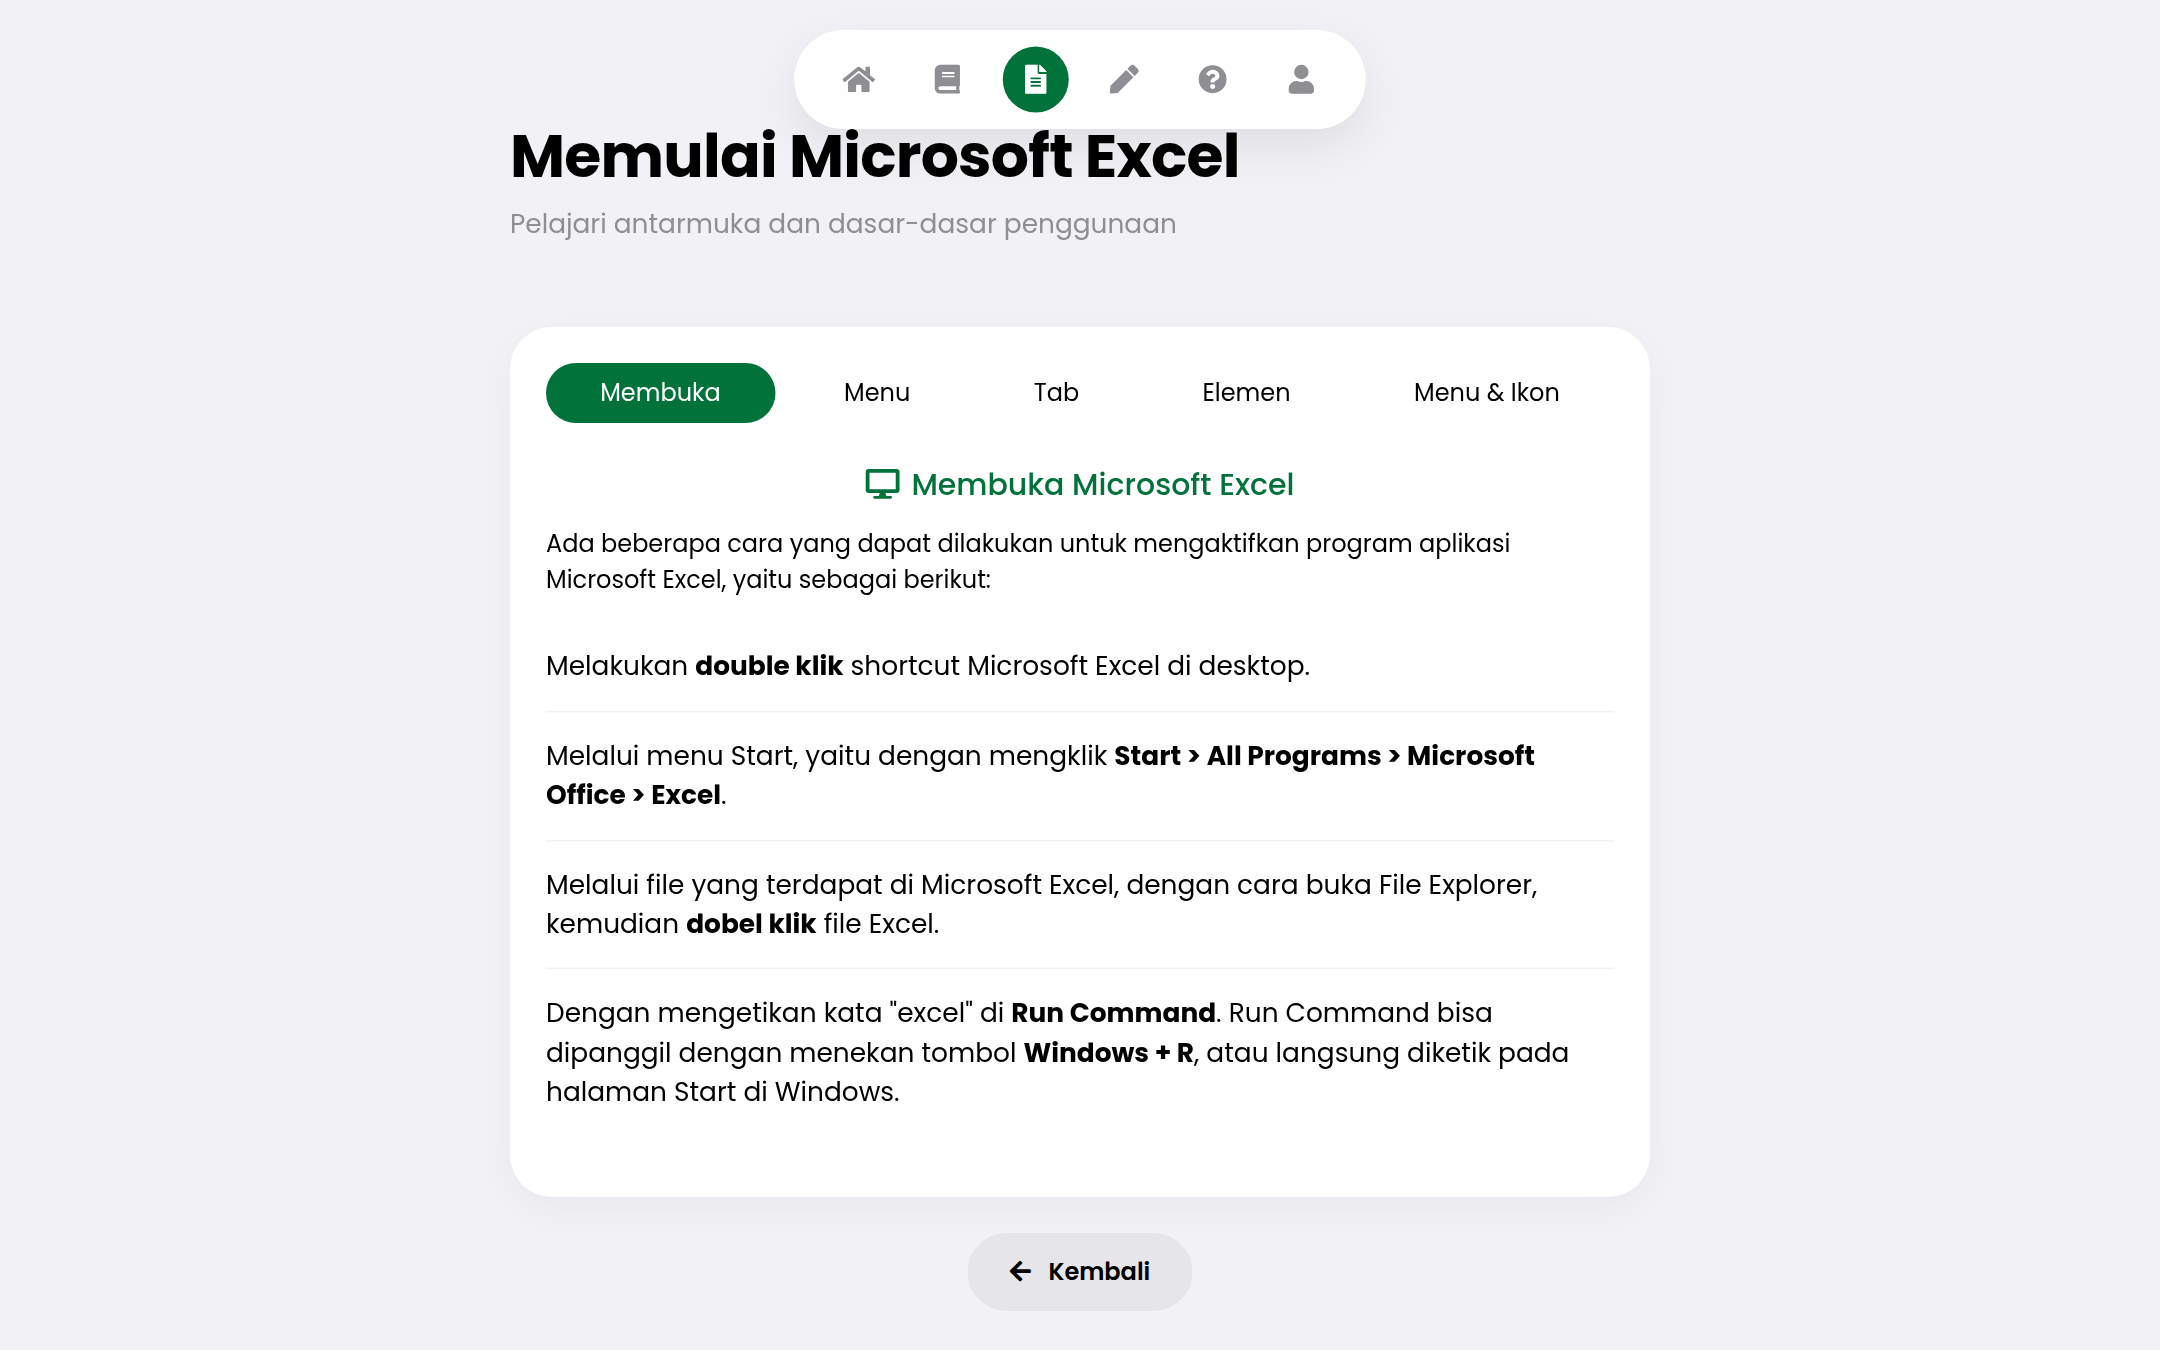 Memulai Microsoft Excel
Pelajari antarmuka dan dasar-dasar penggunaan
Membuka
Menu
Tab
Elemen
Menu & Ikon
Membuka Microsoft Excel
Ada beberapa cara yang dapat dilakukan untuk mengaktifkan program aplikasi
Microsoft Excel, yaitu sebagai berikut:
Melakukan double klik shortcut Microsoft Excel di desktop.
Melalui menu Start, yaitu dengan mengklik Start > All Programs > Microsoft
Office > Excel.
Melalui file yang terdapat di Microsoft Excel, dengan cara buka File Explorer,
kemudian dobel klik file Excel.
Dengan mengetikan kata "excel" di Run Command. Run Command bisa
dipanggil dengan menekan tombol Windows + R, atau langsung diketik pada
halaman Start di Windows.
Kembali